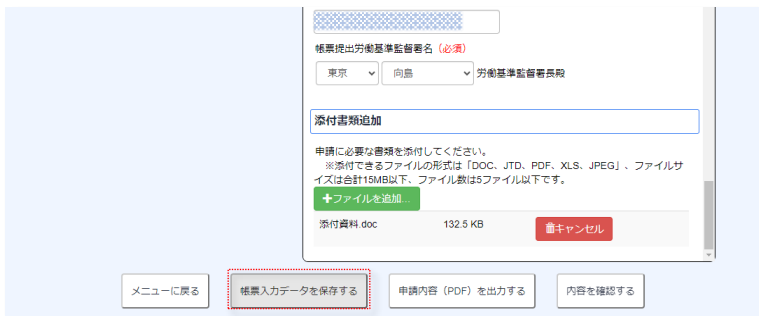 帳票提出労働基準監督署名（必須）
東京 向島 労働基準監督署長殿
添付書類追加
申請に必要な書類を添付してください。
※添付できるファイルの形式は「DOC、JTD、PDF、XLS、JPEG」、ファイルサ
イズは合計15MB以下、ファイル数は5ファイル以下です。
+ファイルを追加...
添付資料.doc 132.5 KB キャンセル
メニューに戻る 帳票入力データを保存する 申請内容（PDF）を出力する 内容を確認する